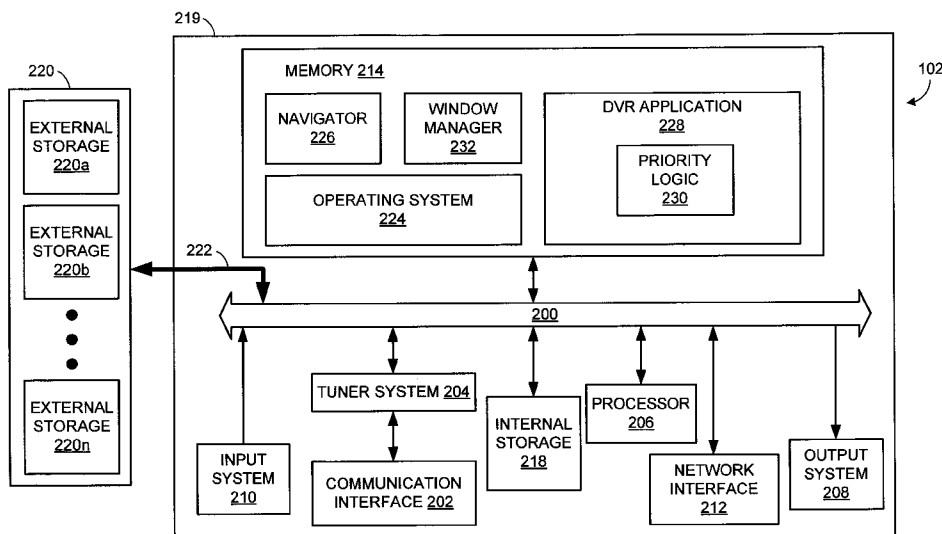 219
220
102
MEMORY 214
NAVIGATOR
226
WINDOW
MANAGER
232
DVR APPLICATION
228
PRIORITY
LOGIC
230
OPERATING SYSTEM
224
EXTERNAL
STORAGE
220a
EXTERNAL
STORAGE
220b
222
EXTERNAL
STORAGE
220n
200
TUNER SYSTEM 204
INTERNAL
STORAGE
218
PROCESSOR
206
INPUT
SYSTEM
210
COMMUNICATION
INTERFACE 202
NETWORK
INTERFACE
212
OUTPUT
SYSTEM
208